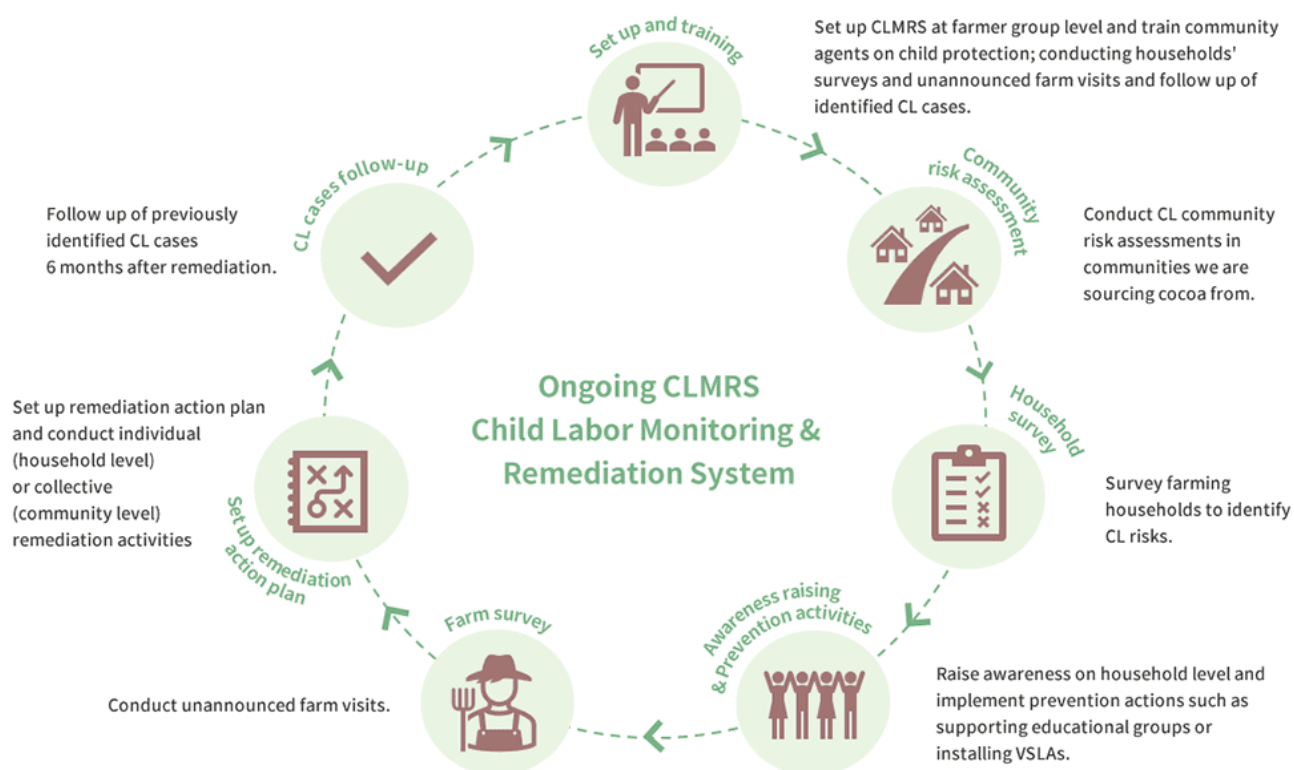 Set up and training
Set up CLMRS at farmer group level and train community
agents on child protection; conducting households'
surveys and unannounced farm visits and follow up of
identified CL cases.
Community
risk assessment
Conduct CL community
risk assessments in
communities we are
sourcing cocoa from.
Household
survey
Survey farming
households to identify
CL risks.
Awareness raising
& Prevention activities
Raise awareness on household level and
implement prevention actions such as
supporting educational groups or
installing VSLAs.
Farm survey
Conduct unannounced farm visits.
Set up remediation
action plan
Set up remediation action plan
and conduct individual
(household level)
or collective
(community level)
remediation activities
CL cases follow-up
Follow up of previously
identified CL cases
6 months after remediation.
Ongoing CLMRS
Child Labor Monitoring &
Remediation System